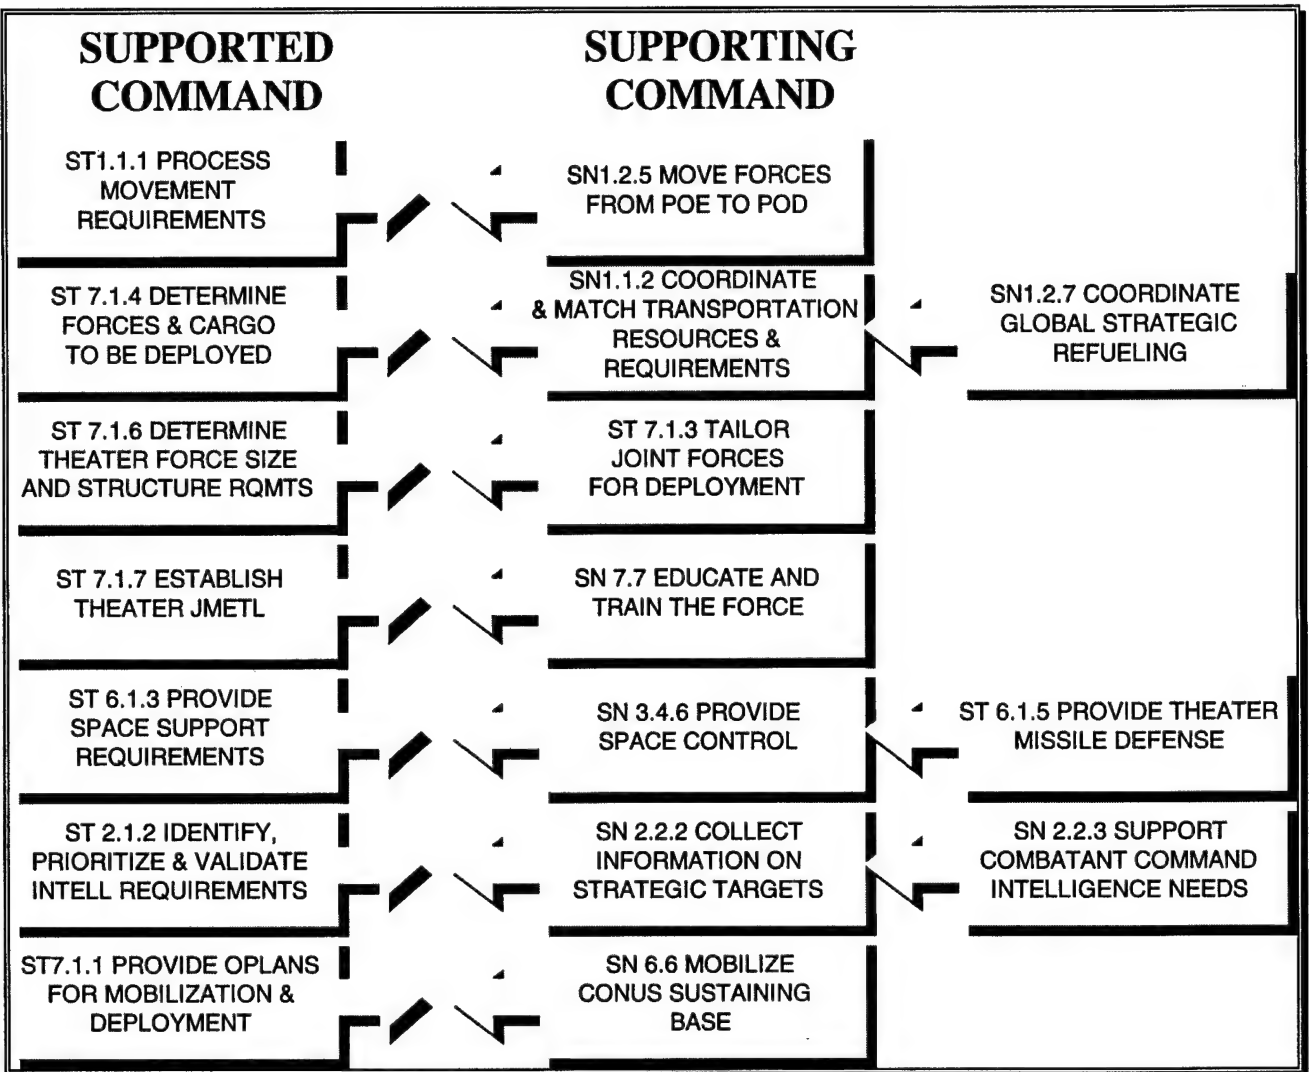 SUPPORTED
COMMAND
SUPPORTING
COMMAND
ST1.1.1 PROCESS
MOVEMENT
REQUIREMENTS
SN1.2.5 MOVE FORCES
FROM POE TO POD
ST 7.1.4 DETERMINE
FORCES & CARGO
TO BE DEPLOYED
SN1.1.2 COORDINATE
& MATCH TRANSPORTATION
RESOURCES &
REQUIREMENTS
SN1.2.7 COORDINATE
GLOBAL STRATEGIC
REFUELING
ST 7.1.6 DETERMINE
THEATER FORCE SIZE
AND STRUCTURE RQMTS
ST 7.1.3 TAILOR
JOINT FORCES
FOR DEPLOYMENT
ST 7.1.7 ESTABLISH
THEATER JMETL
SN 7.7 EDUCATE AND
TRAIN THE FORCE
ST 6.1.3 PROVIDE
SPACE SUPPORT
REQUIREMENTS
SN 3.4.6 PROVIDE
SPACE CONTROL
ST 6.1.5 PROVIDE THEATER
MISSILE DEFENSE
ST 2.1.2 IDENTIFY,
PRIORITIZE & VALIDATE
INTELL REQUIREMENTS
SN 2.2.2 COLLECT
INFORMATION ON
STRATEGIC TARGETS
SN 2.2.3 SUPPORT
COMBATANT COMMAND
INTELLIGENCE NEEDS
ST7.1.1 PROVIDE OPLANS
FOR MOBILIZATION &
DEPLOYMENT
SN 6.6 MOBILIZE
CONUS SUSTAINING
BASE